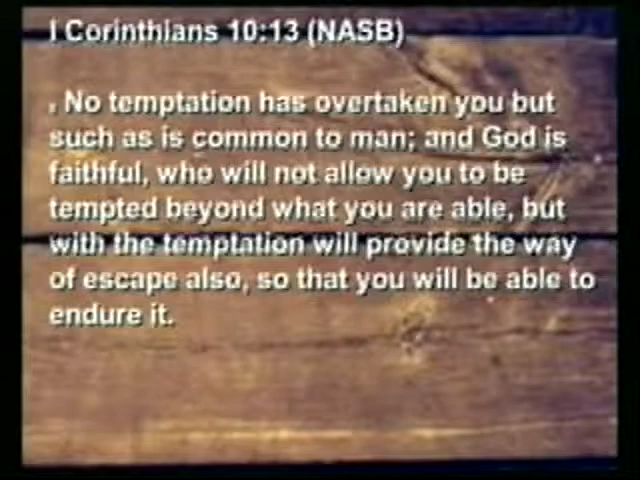 I Corinthians 10:13 (NASB)
No temptation has overtaken you but
such as is common to man; and God is
faithful, who will not allow you to be
tempted beyond what you are able, but
with the temptation will provide the way
of escape also, so that you will be able to
endure it.